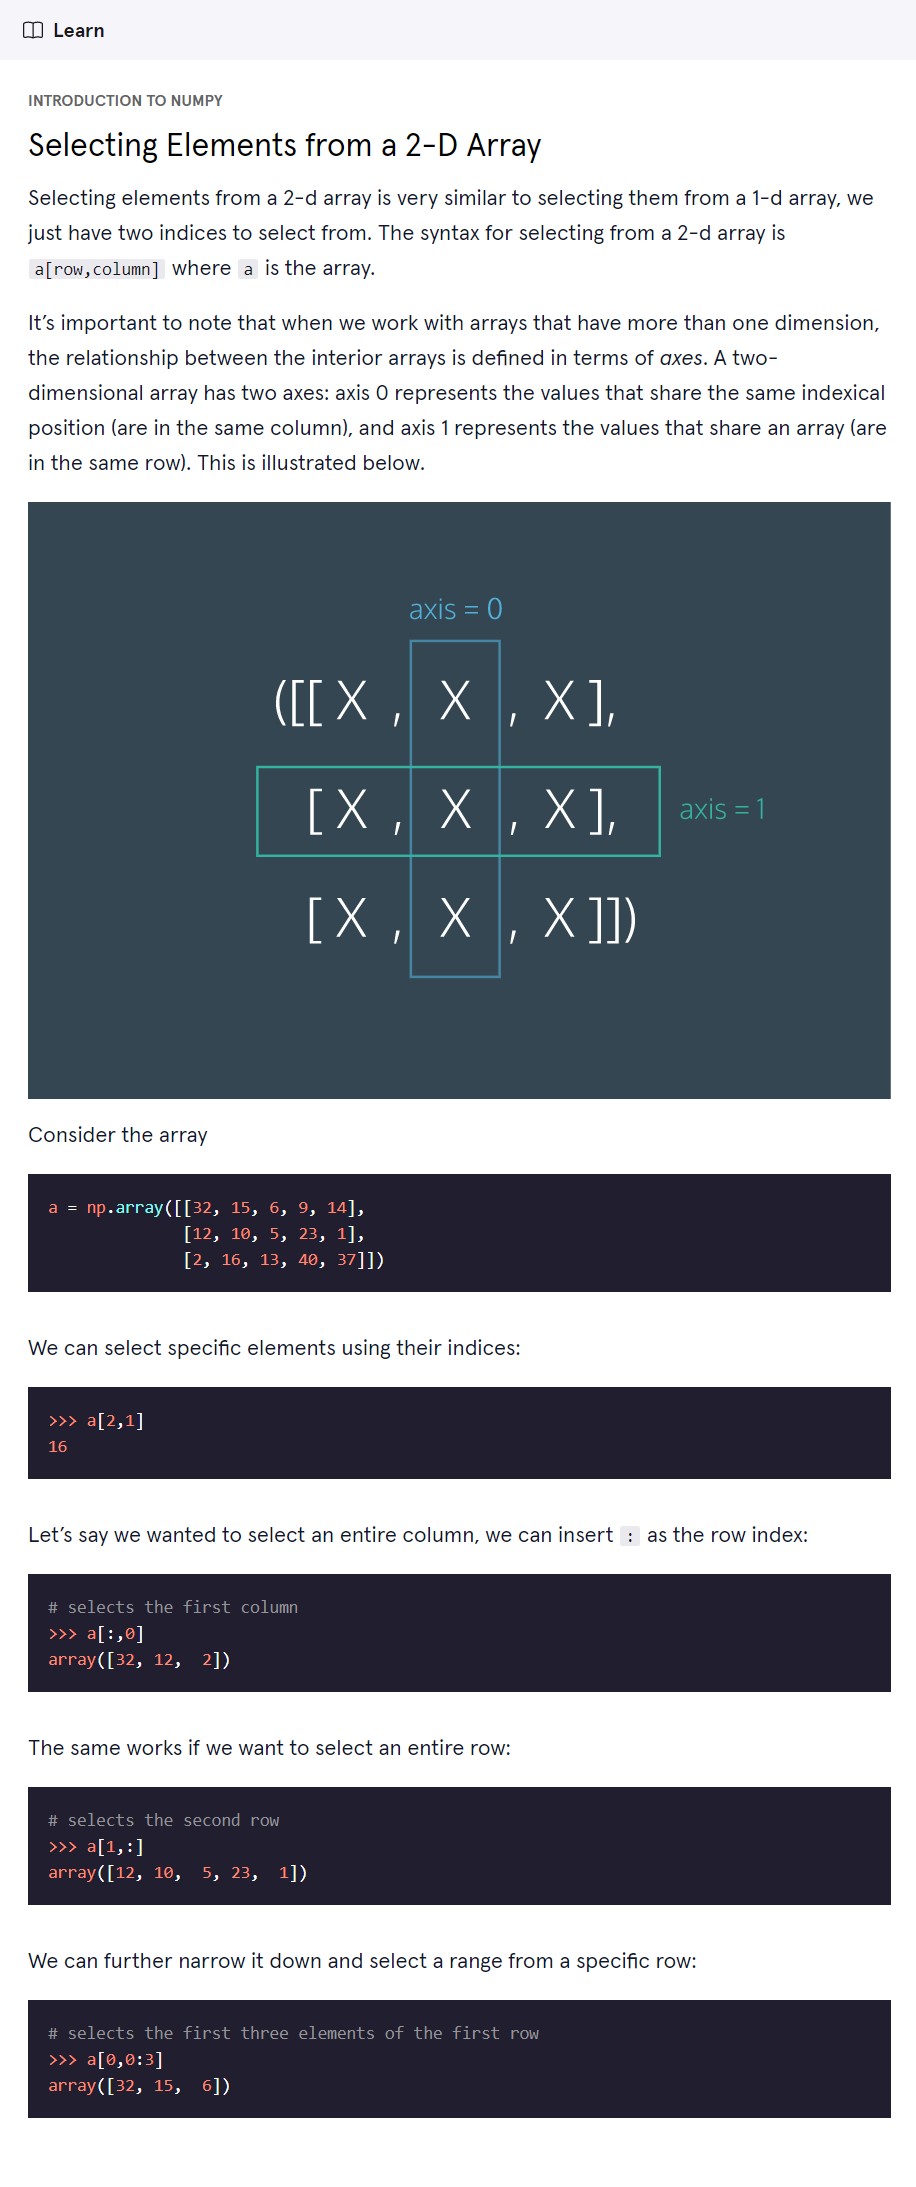 Learn
INTRODUCTION TO NUMPY
Selecting Elements from a 2-D Array
Selecting elements from a 2-d array is very similar to selecting them from a 1-d array, we
just have two indices to select from. The syntax for selecting from a 2-d array is
a[row,column] where a is the array.
It’s important to note that when we work with arrays that have more than one dimension,
the relationship between the interior arrays is defined in terms of axes. A two-
dimensional array has two axes: axis 0 represents the values that share the same indexical
position (are in the same column), and axis 1 represents the values that share an array (are
in the same row). This is illustrated below.
axis = 0
([[ X , X , X ],
[ X , X , X ], axis = 1
[ X , X , X ]])
Consider the array
a = np.array([[32, 15, 6, 9, 14],
[12, 10, 5, 23, 1],
[2, 16, 13, 40, 37]])
We can select specific elements using their indices:
>>> a[2,1]
16
Let’s say we wanted to select an entire column, we can insert : as the row index:
# selects the first column
>>> a[:,0]
array([32, 12,  2])
The same works if we want to select an entire row:
# selects the second row
>>> a[1,:]
array([12, 10,  5, 23,  1])
We can further narrow it down and select a range from a specific row:
# selects the first three elements of the first row
>>> a[0,0:3]
array([32, 15,  6])